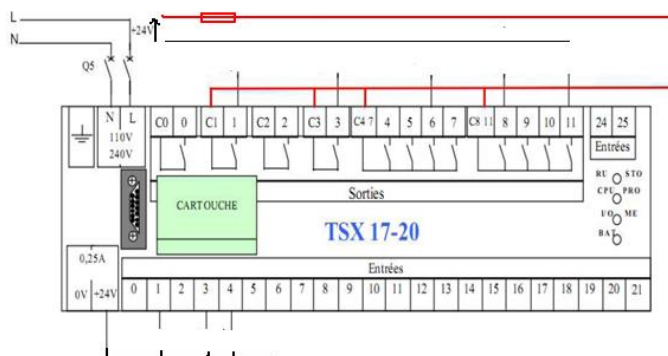 L
+24V
N
Q5
N L
110V
240V
C0 0 C1 1 C2 2 C3 3 C4 7 4 5 6 7 C8 11 8 9 10 11
24 25
Entrées
RU STO
CPU PRO
I/O ME
BAT
Sorties
CARTOUCHE
TSX 17-20
0,25A
0V +24V
Entrées
0 1 2 3 4 5 6 7 8 9 10 11 12 13 14 15 16 17 18 19 20 21